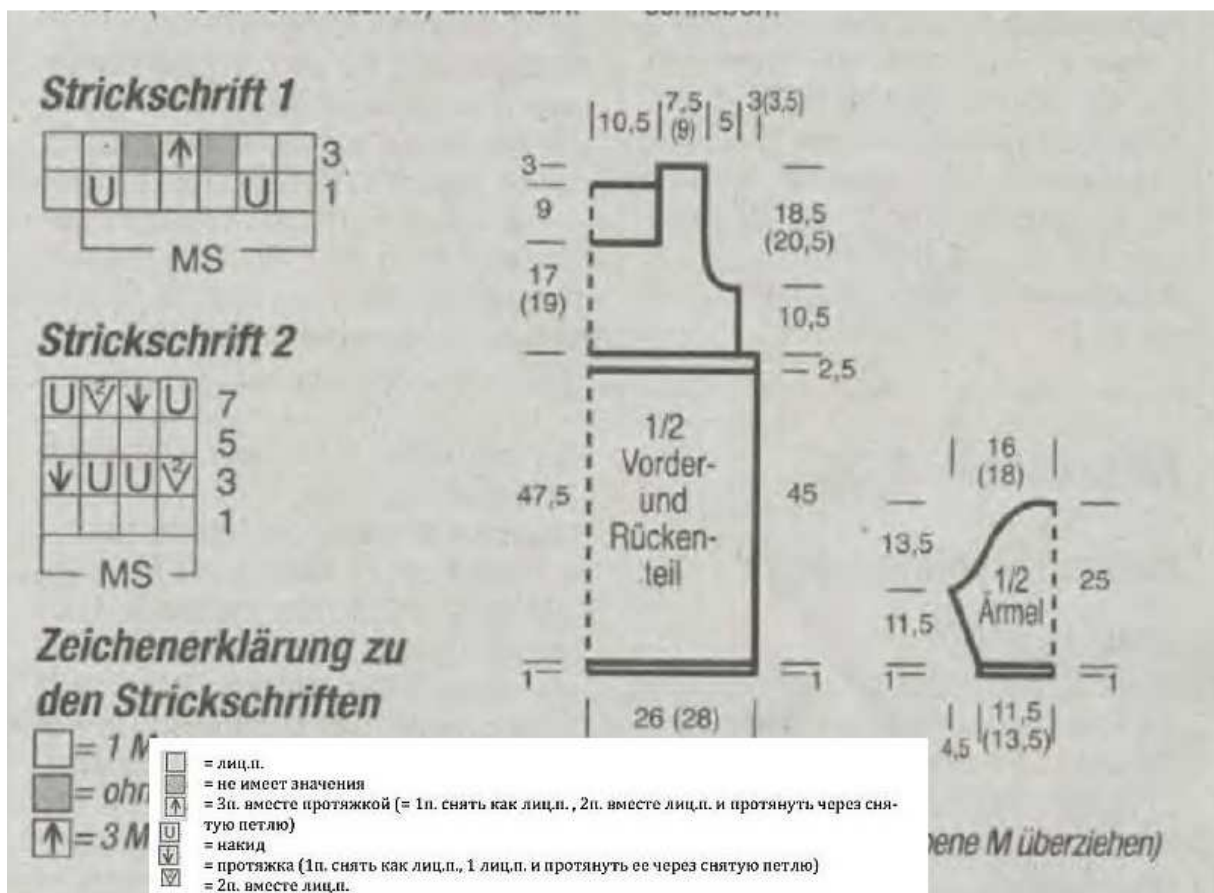 Strickschrift 1
3
U U 1
MS
Strickschrift 2
U 2 U 7
5
U U 2 3
1
MS
Zeichenerklärung zu
den Strickschriften
= 1 M
= ohn
= 3 M
10,5 7,5 5 3(3,5)
(9)
3
9
17
(19)
47,5
1
18,5
(20,5)
10,5
2,5
45
1
1/2
Vorder-
und
Rücken-
teil
26 (28)
16
(18)
13,5
11,5
1
1/2
Ärmel
25
1
4,5
11,5
(13,5)
= лиц.п.
= не имеет значения
= 3п. вместе протяжкой (= 1п. снять как лиц.п., 2п. вместе лиц.п. и протянуть через сня-
тую петлю)
U = накид
= протяжка (1п. снять как лиц.п., 1 лиц.п. и протянуть ее через снятую петлю)
= 2п. вместе лиц.п.
bene M überziehen)